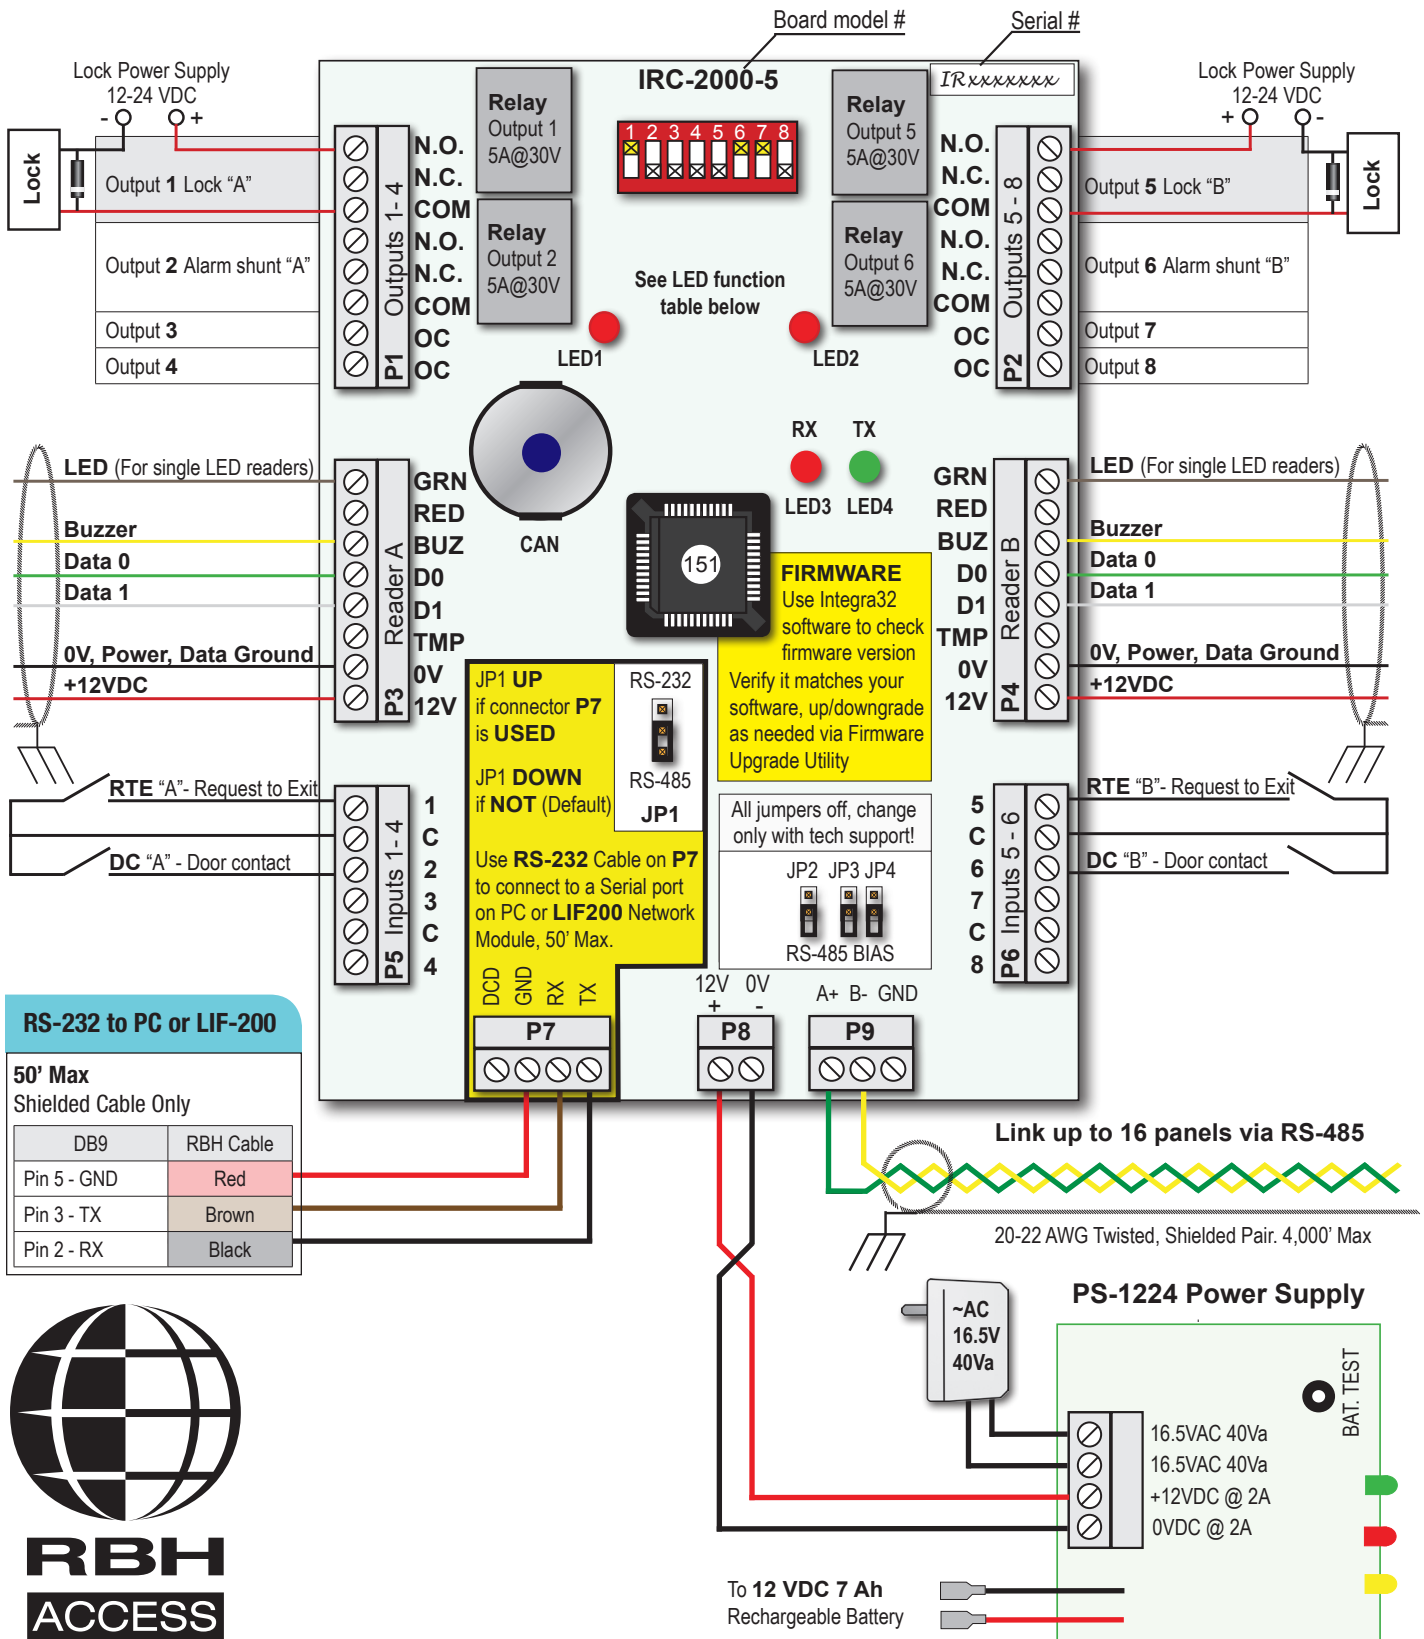 Board model #
Serial #
Lock Power Supply
12-24 VDC
- +
IRC-2000-5
IRxxxxxxx
Lock Power Supply
12-24 VDC
+ -
Relay
Output 1
5A@30V
1 2 3 4 5 6 7 8
Relay
Output 5
5A@30V
Lock
Output 1 Lock “A”
Output 2 Alarm shunt “A”
Output 3
Output 4
P1 Outputs 1- 4
N.O.
N.C.
COM
N.O.
N.C.
COM
OC
OC
Relay
Output 2
5A@30V
See LED function
table below
LED1
LED2
Relay
Output 6
5A@30V
N.O.
N.C.
COM
N.O.
N.C.
COM
OC
OC
P2 Outputs 5 - 8
Output 5 Lock “B”
Output 6 Alarm shunt “B”
Output 7
Output 8
Lock
LED (For single LED readers)
Buzzer
Data 0
Data 1
0V, Power, Data Ground
+12VDC
P3 Reader A
GRN
RED
BUZ
D0
D1
TMP
0V
12V
CAN
RX TX
LED3 LED4
151
FIRMWARE
Use Integra32
software to check
firmware version
Verify it matches your
software, up/downgrade
as needed via Firmware
Upgrade Utility
GRN
RED
BUZ
D0
D1
TMP
0V
12V
P4 Reader B
LED (For single LED readers)
Buzzer
Data 0
Data 1
0V, Power, Data Ground
+12VDC
JP1 UP
if connector P7
is USED
JP1 DOWN
if NOT (Default)
RS-232
RS-485
JP1
Use RS-232 Cable on P7
to connect to a Serial port
on PC or LIF200 Network
Module, 50’ Max.
DCD
GND
RX
TX
P7
RTE “A”- Request to Exit
DC “A” - Door contact
P5 Inputs 1- 4
1
C
2
3
C
4
All jumpers off, change
only with tech support!
JP2 JP3 JP4
RS-485 BIAS
5
C
6
7
C
8
P6 Inputs 5 - 6
RTE “B”- Request to Exit
DC “B” - Door contact
12V 0V
+ -
P8
A+ B- GND
P9
RS-232 to PC or LIF-200
50’ Max
Shielded Cable Only
DB9 RBH Cable
Pin 5 - GND Red
Pin 3 - TX Brown
Pin 2 - RX Black
Link up to 16 panels via RS-485
20-22 AWG Twisted, Shielded Pair. 4,000’ Max
PS-1224 Power Supply
~AC
16.5V
40Va
BAT. TEST
16.5VAC 40Va
16.5VAC 40Va
+12VDC @ 2A
0VDC @ 2A
To 12 VDC 7 Ah
Rechargeable Battery
RBH
ACCESS